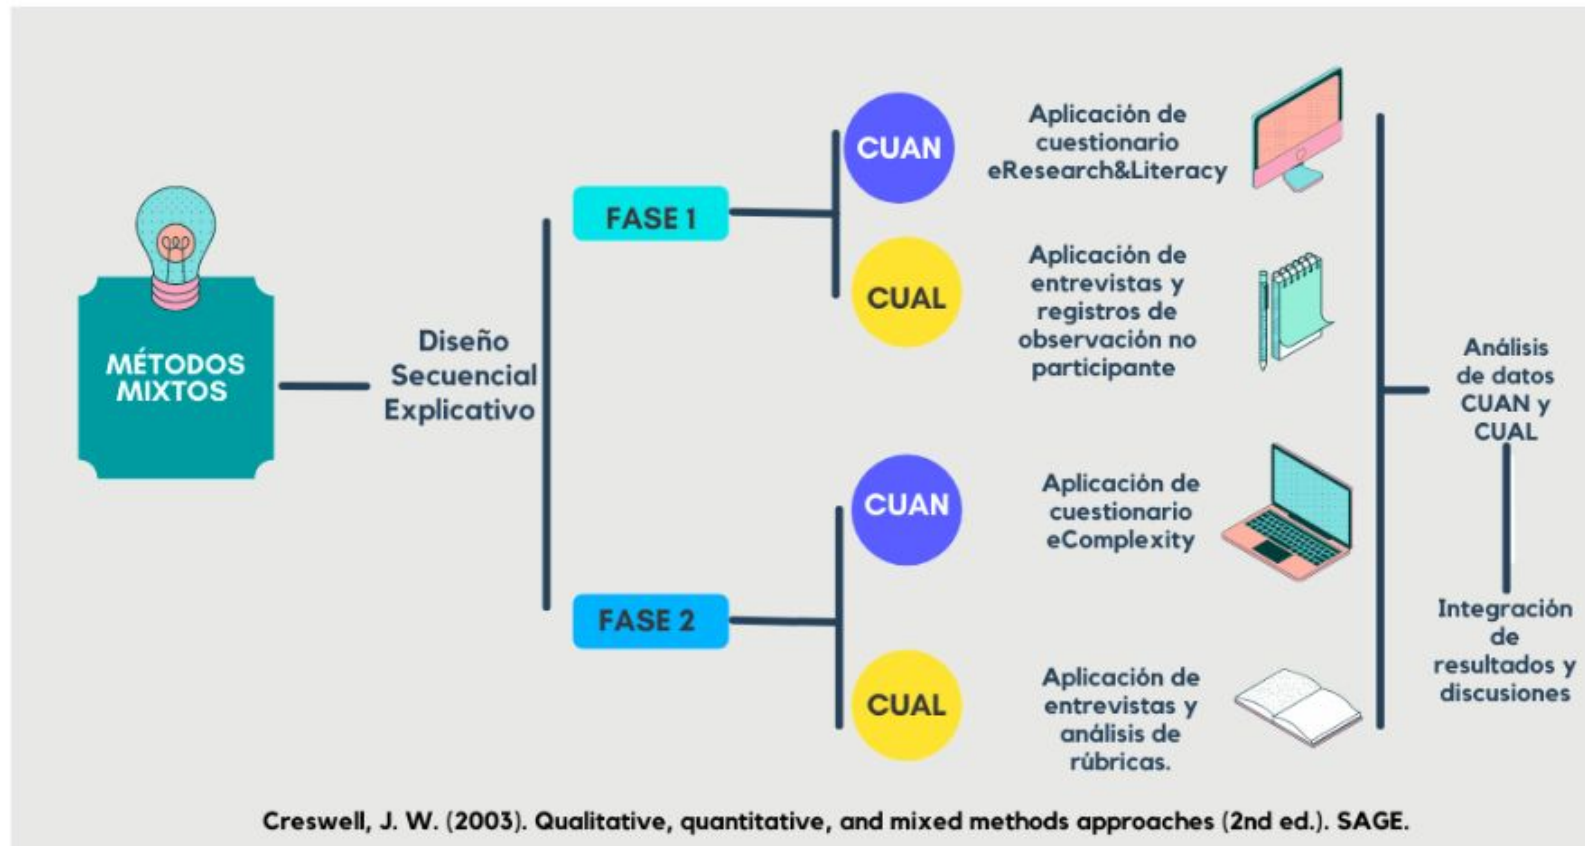 MÉTODOS
MIXTOS
Diseño
Secuencial
Explicativo
FASE 1
CUAN
Aplicación de
cuestionario
eResearch&Literacy
CUAL
Aplicación de
entrevistas y
registros de
observación no
participante
FASE 2
CUAN
Aplicación de
cuestionario
eComplexity
CUAL
Aplicación de
entrevistas y
análisis de
rúbricas.
Análisis
de datos
CUAN y
CUAL
Integración
de
resultados y
discusiones
Creswell, J. W. (2003). Qualitative, quantitative, and mixed methods approaches (2nd ed.). SAGE.